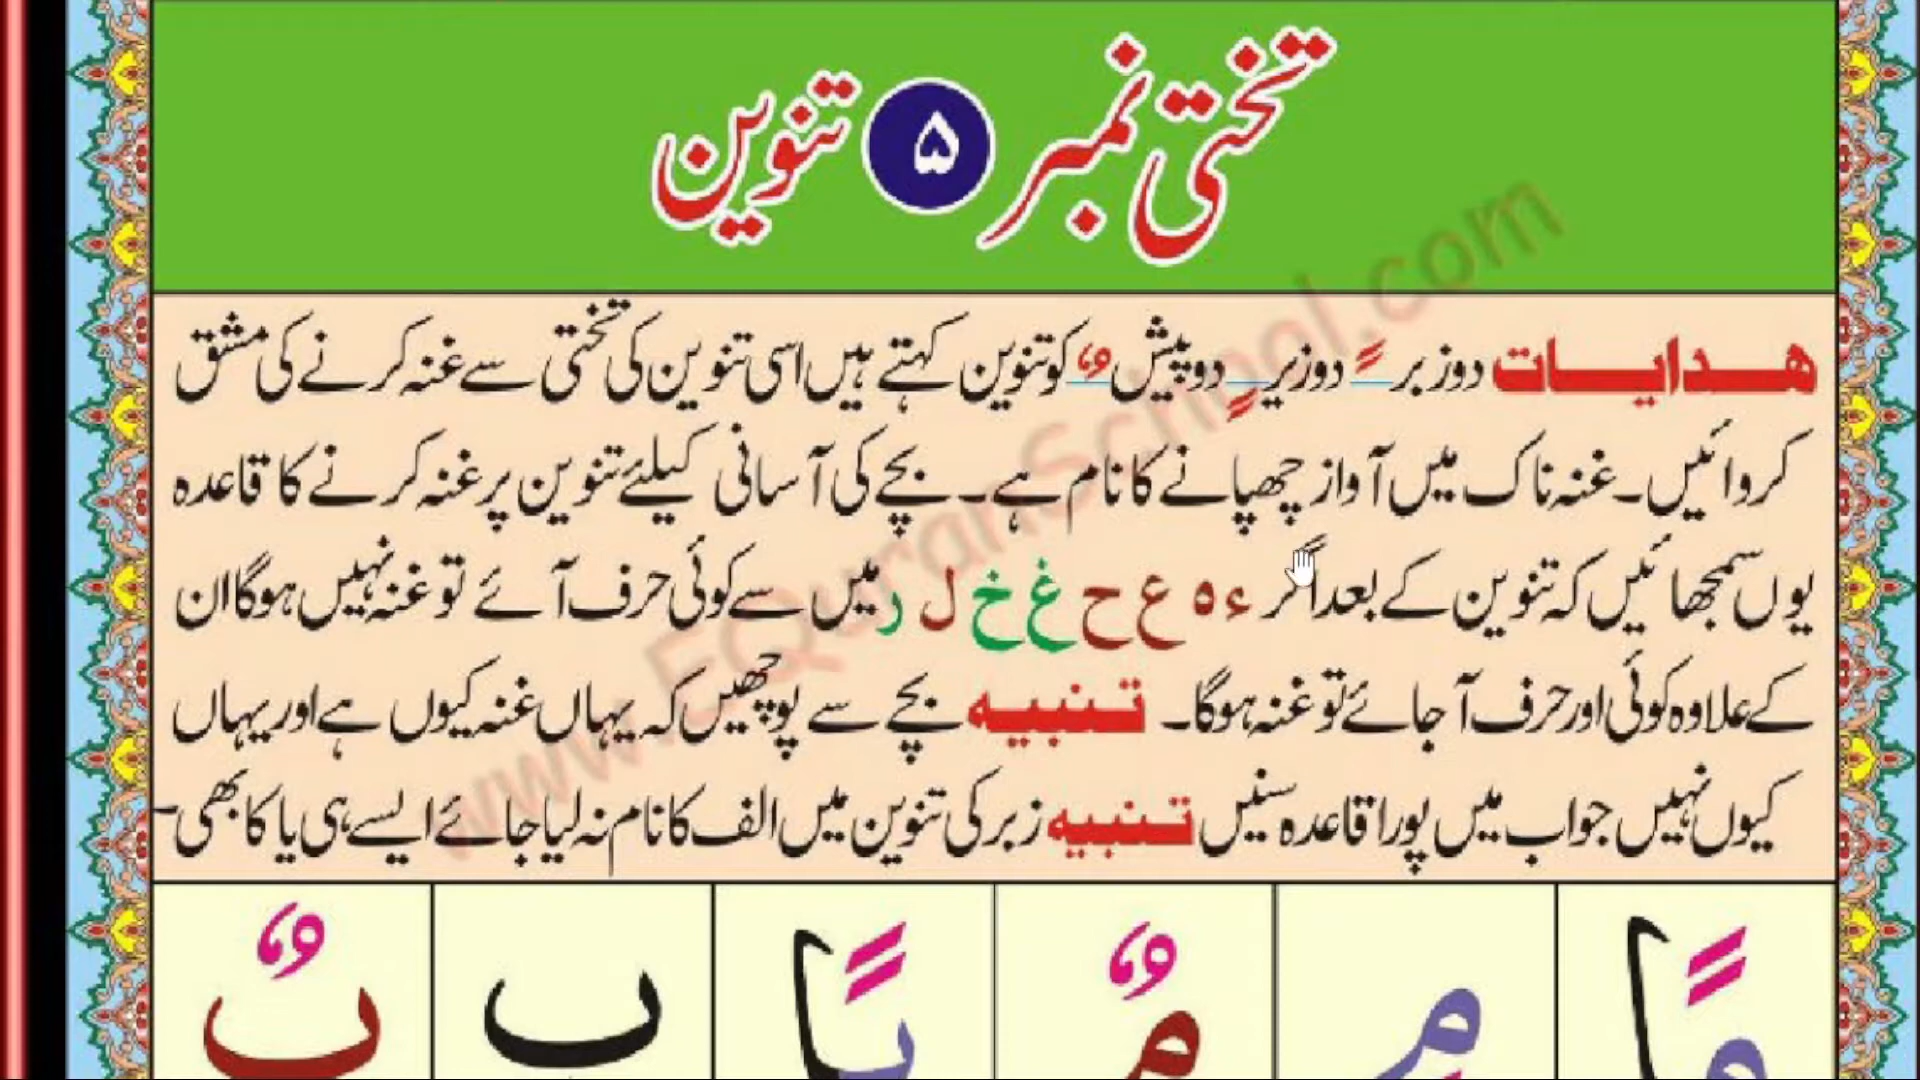 تختی نمبر ۵ تنوین
ھدایات دو زبر ً دو زیر ٍ دو پیش ٌ کو تنوین کہتے ہیں اسی تنوین کی تختی سے غنہ کرنے کی مشق
کروائیں۔ غنہ ناک میں آواز چھپانے کا نام ہے۔ بچے کی آسانی کیلئے تنوین پر غنہ کرنے کا قاعدہ
یوں سمجھائیں کہ تنوین کے بعد اگر ء ہ ع ح غ خ ل ر میں سے کوئی حرف آئے تو غنہ نہیں ہوگا ان
کے علاوہ کوئی اور حرف آ جائے تو غنہ ہوگا۔ تنبیہ بچے سے پوچھیں کہ یہاں غنہ کیوں ہے اور یہاں
کیوں نہیں جواب میں پورا قاعدہ سنیں تنبیہ زبر کی تنوین میں الف کا نام نہ لیا جائے ایسے ہی یا کا بھی۔
مًا مٍ مٌ بًا بٍ بٌ
www.EQuranSchool.com